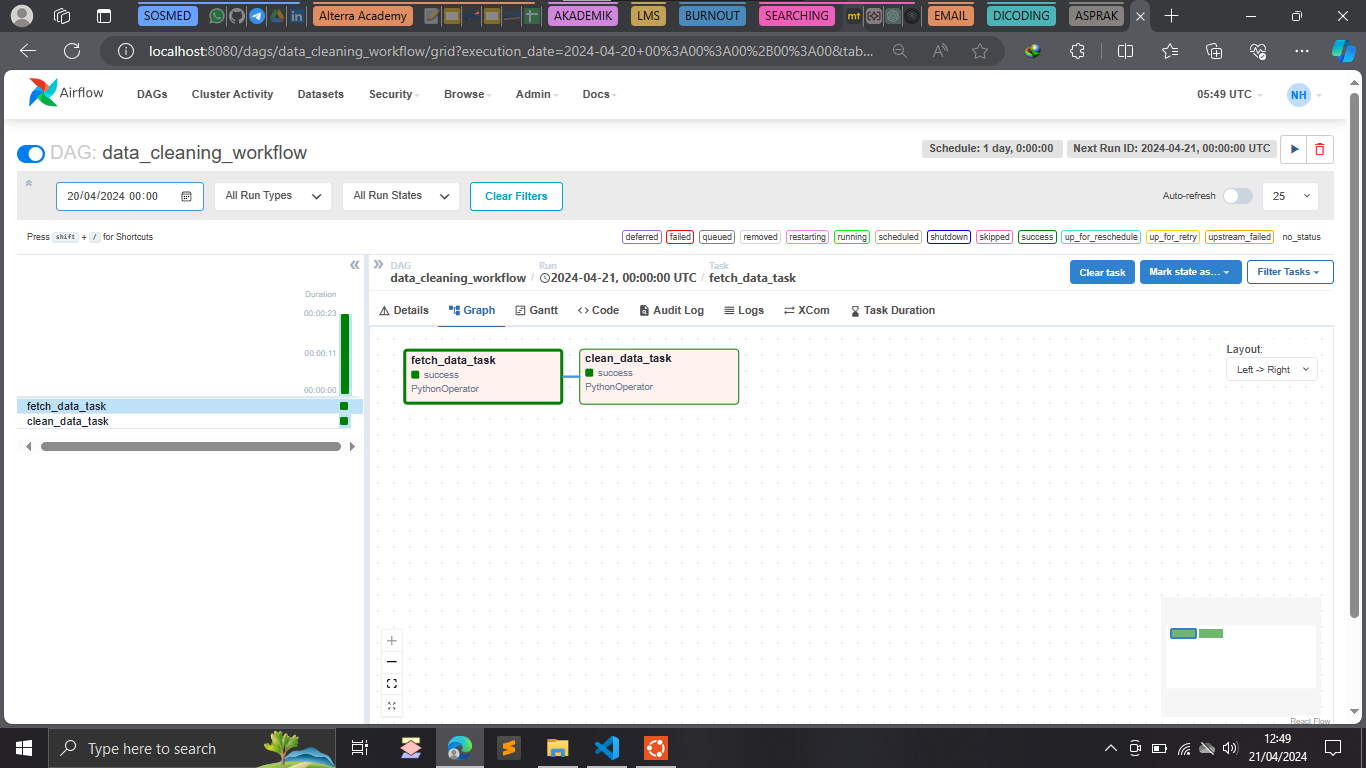 SOSMED
Alterra Academy
AKADEMIK
LMS
BURNOUT
SEARCHING
mt
EMAIL
DICODING
ASPRAK
localhost:8080/dags/data_cleaning_workflow/grid?execution_date=2024-04-20+00%3A00%3A00%2B00%3A00&tab...
Airflow
DAGs
Cluster Activity
Datasets
Security
Browse
Admin
Docs
05:49 UTC
NH
DAG: data_cleaning_workflow
Schedule: 1 day, 0:00:00
Next Run ID: 2024-04-21, 00:00:00 UTC
20/04/2024 00:00
All Run Types
All Run States
Clear Filters
Auto-refresh
25
Press shift + / for Shortcuts
deferred
failed
queued
removed
restarting
running
scheduled
shutdown
skipped
success
up_for_reschedule
up_for_retry
upstream_failed
no_status
DAG
data_cleaning_workflow /
Run
2024-04-21, 00:00:00 UTC /
Task
fetch_data_task
Clear task
Mark state as...
Filter Tasks
Duration
00:00:23
00:00:11
00:00:00
fetch_data_task
clean_data_task
Details
Graph
Gantt
Code
Audit Log
Logs
XCom
Task Duration
fetch_data_task
success
PythonOperator
clean_data_task
success
PythonOperator
Layout:
Left -> Right
React Flow
Type here to search
12:49
21/04/2024